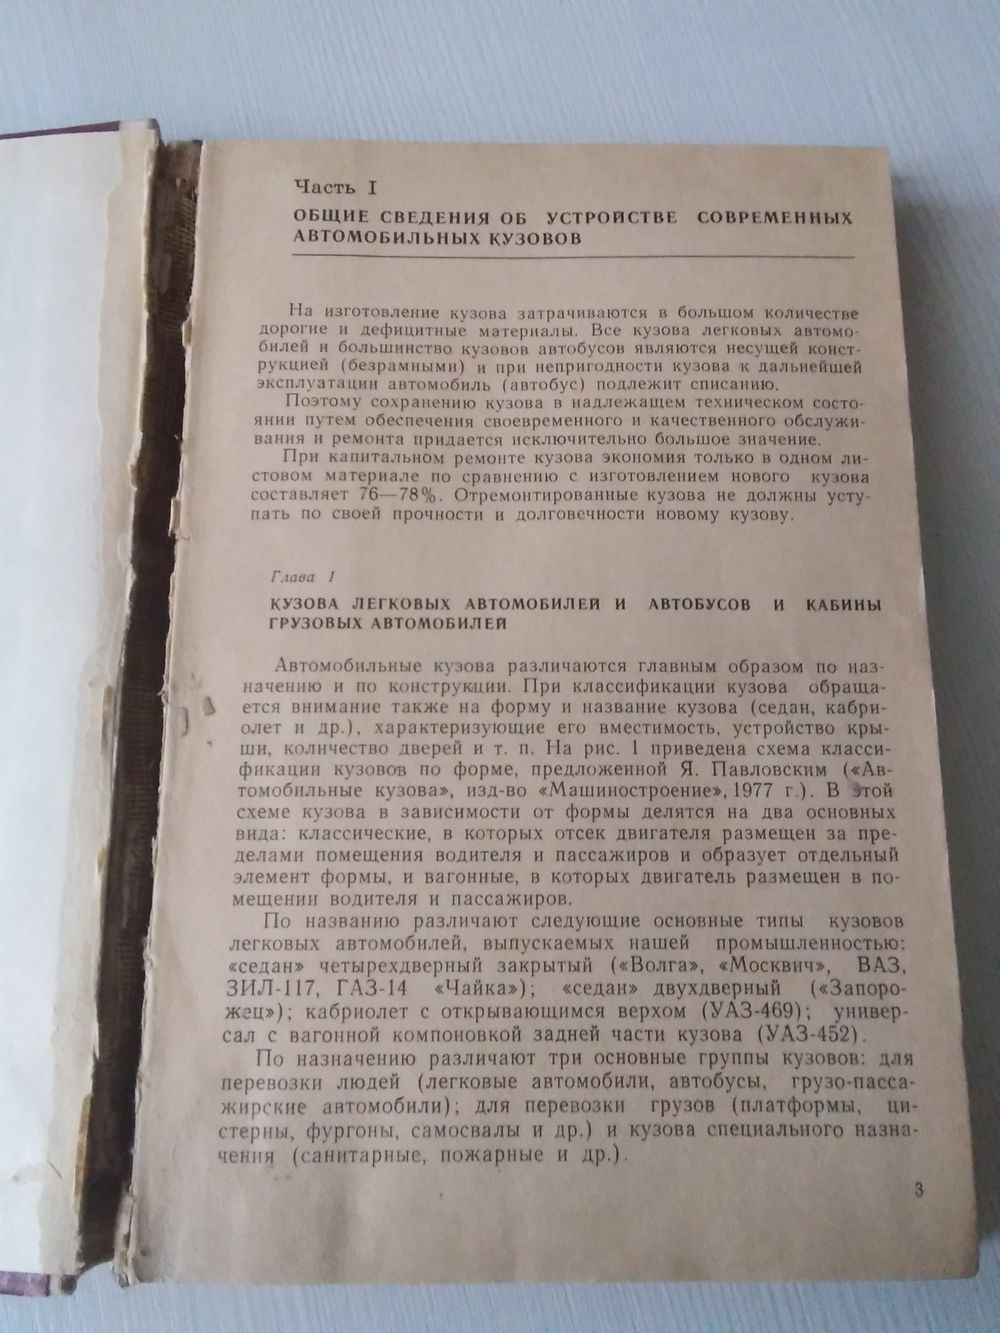 Часть I
ОБЩИЕ СВЕДЕНИЯ ОБ УСТРОЙСТВЕ СОВРЕМЕННЫХ
АВТОМОБИЛЬНЫХ КУЗОВОВ
На изготовление кузова затрачиваются в большом количестве
дорогие и дефицитные материалы. Все кузова легковых автомо-
билей и большинство кузовов автобусов являются несущей конст-
рукцией (безрамными) и при непригодности кузова к дальнейшей
эксплуатации автомобиль (автобус) подлежит списанию.
Поэтому сохранению кузова в надлежащем техническом состо-
янии путем обеспечения своевременного и качественного обслужи-
вания и ремонта придается исключительно большое значение.
При капитальном ремонте кузова экономия только в одном ли-
стовом материале по сравнению с изготовлением нового кузова
составляет 76—78%. Отремонтированные кузова не должны усту-
пать по своей прочности и долговечности новому кузову.
Глава 1
КУЗОВА ЛЕГКОВЫХ АВТОМОБИЛЕЙ И АВТОБУСОВ И КАБИНЫ
ГРУЗОВЫХ АВТОМОБИЛЕЙ
Автомобильные кузова различаются главным образом по наз-
начению и по конструкции. При классификации кузова обраща-
ется внимание также на форму и название кузова (седан, кабри-
олет и др.), характеризующие его вместимость, устройство кры-
ши, количество дверей и т. п. На рис. 1 приведена схема класси-
фикации кузовов по форме, предложенной Я. Павловским («Ав-
томобильные кузова», изд-во «Машиностроение», 1977 г.). В этой
схеме кузова в зависимости от формы делятся на два основных
вида: классические, в которых отсек двигателя размещен за пре-
делами помещения водителя и пассажиров и образует отдельный
элемент формы, и вагонные, в которых двигатель размещен в по-
мещении водителя и пассажиров.
По названию различают следующие основные типы кузовов
легковых автомобилей, выпускаемых нашей промышленностью:
«седан» четырехдверный закрытый («Волга», «Москвич», ВАЗ,
ЗИЛ-117, ГАЗ-14 «Чайка»); «седан» двухдверный («Запоро-
жец»); кабриолет с открывающимся верхом (УАЗ-469); универ-
сал с вагонной компоновкой задней части кузова (УАЗ-452).
По назначению различают три основные группы кузовов: для
перевозки людей (легковые автомобили, автобусы, грузо-пасса-
жирские автомобили); для перевозки грузов (платформы, ци-
стерны, фургоны, самосвалы и др.) и кузова специального назна-
чения (санитарные, пожарные и др.).
3